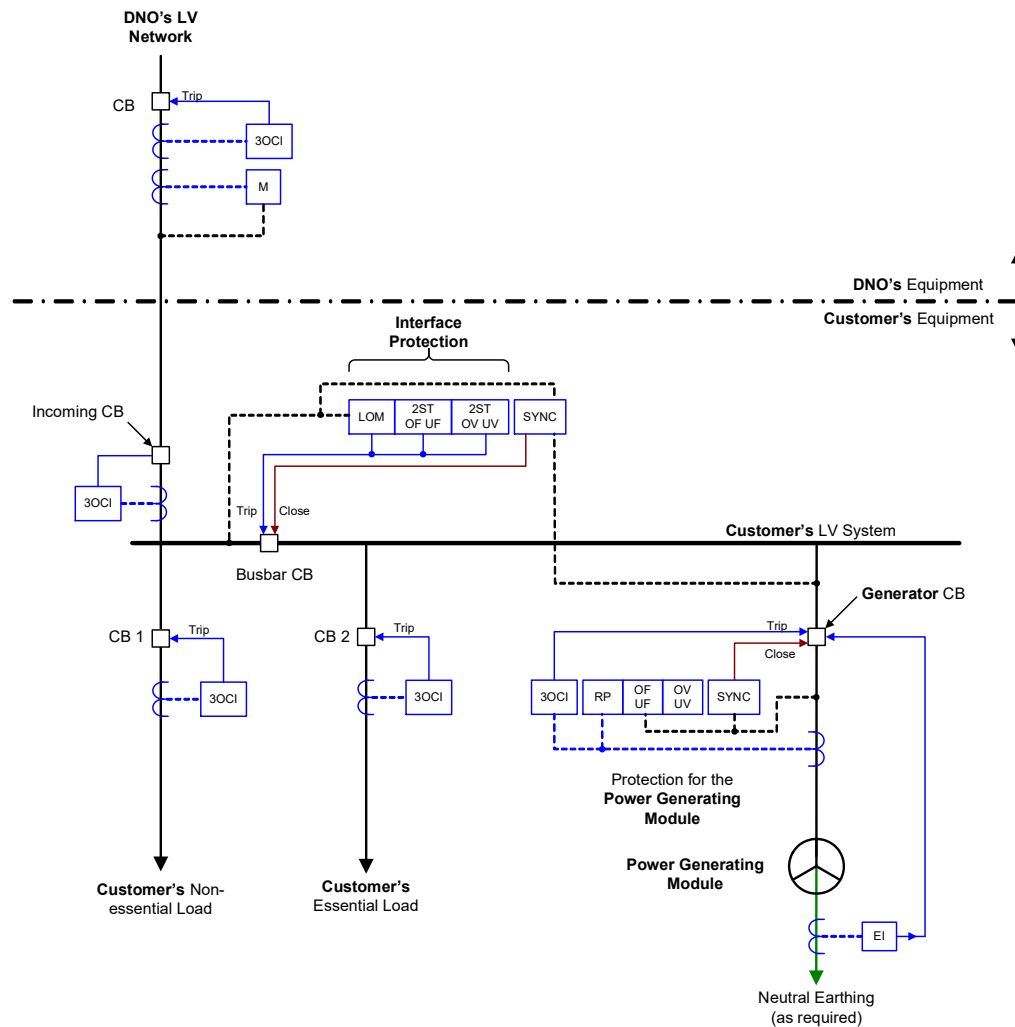 DNO's LV
Network
CB
Trip
3OCI
M
DNO's Equipment
Customer's Equipment
Interface
Protection
Incoming CB
LOM
2ST
OF UF
2ST
OV UV
SYNC
3OCI
Trip
Close
Customer's LV System
Busbar CB
Generator CB
CB 1
Trip
CB 2
Trip
Trip
Close
3OCI
3OCI
3OCI
RP
OF
UF
OV
UV
SYNC
Protection for the
Power Generating
Module
Power Generating
Module
Customer's Non-
essential Load
Customer's
Essential Load
EI
Neutral Earthing
(as required)